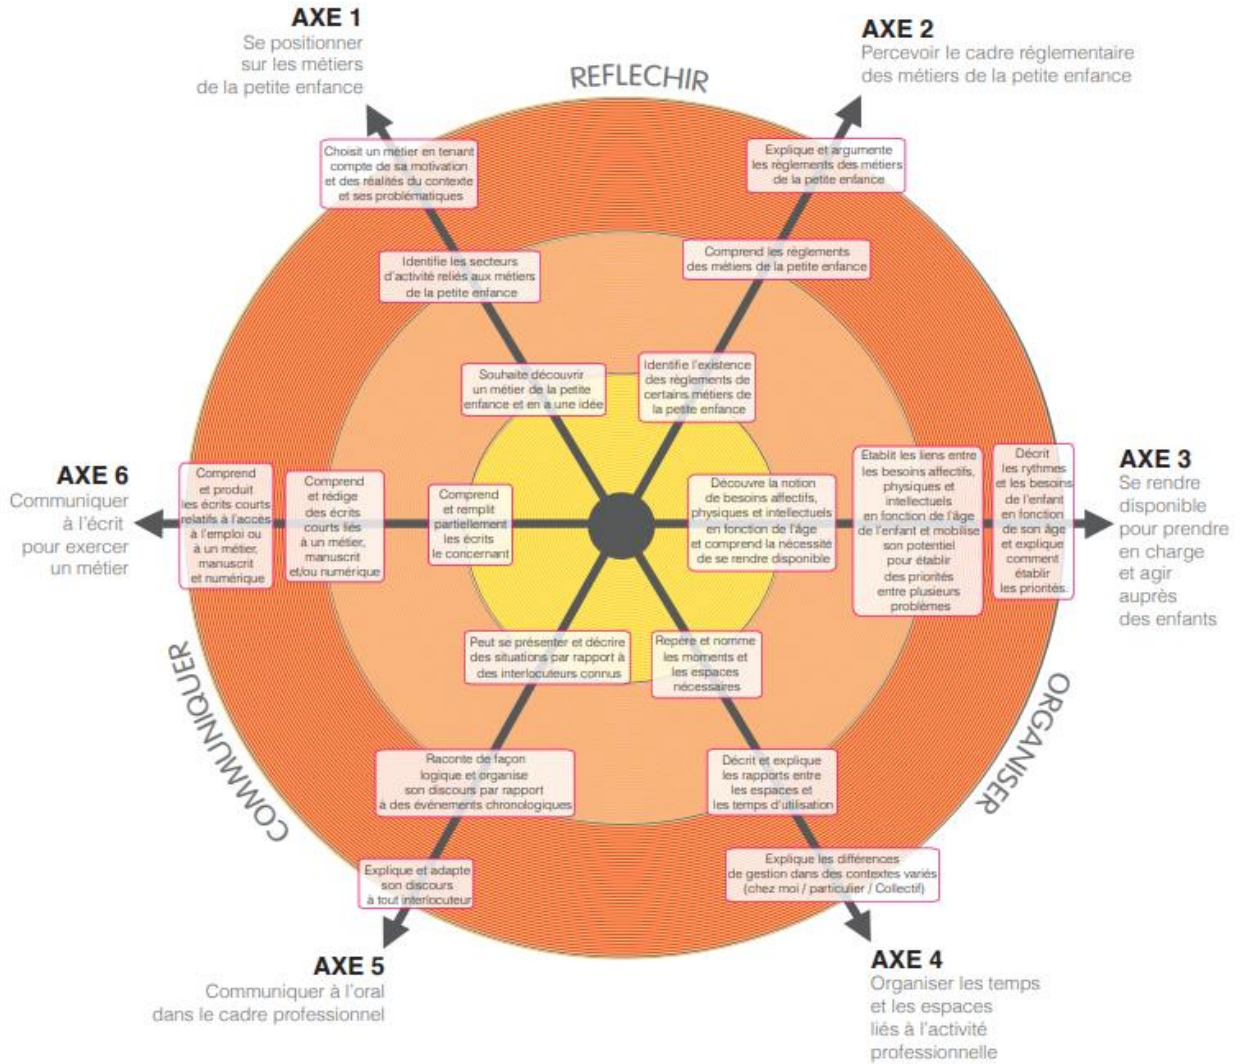 AXE 1
Se positionner
sur les métiers
de la petite enfance
AXE 2
Percevoir le cadre réglementaire
des métiers de la petite enfance
REFLECHIR
Choisit un métier en tenant
compte de sa motivation
et des réalités du contexte
et ses problématiques
Explique et argumente
les règlements des métiers
de la petite enfance
Identifie les secteurs
d'activité reliés aux métiers
de la petite enfance
Comprend les règlements
des métiers de la petite enfance
Souhaite découvrir
un métier de la petite
enfance et en a une idée
Identifie l'existence
des règlements de
certains métiers de
la petite enfance
AXE 6
Communiquer
à l'écrit
pour exercer
un métier
Comprend
et produit
les écrits courts
relatifs à l'accès
à l'emploi ou
à un métier,
manuscrit
et numérique
Comprend
et rédige
des écrits
courts liés
à un métier,
manuscrit
et/ou numérique
Comprend
et remplit
partiellement
les écrits
le concernant
Découvre la notion
de besoins affectifs,
physiques et intellectuels
en fonction de l'âge
et comprend la nécessité
de se rendre disponible
Etablit les liens entre
les besoins affectifs,
physiques et
intellectuels
en fonction de l'âge
de l'enfant et mobilise
son potentiel
pour établir
des priorités
entre plusieurs
problèmes
Décrit
les rythmes
et les besoins
de l'enfant
en fonction
de son âge
et explique
comment
établir
les priorités.
AXE 3
Se rendre
disponible
pour prendre
en charge
et agir
auprès
des enfants
Peut se présenter et décrire
des situations par rapport à
des interlocuteurs connus
Repère et nomme
les moments et
les espaces
nécessaires
COMMUNIQUER
ORGANISER
Raconte de façon
logique et organise
son discours par rapport
à des événements chronologiques
Décrit et explique
les rapports entre
les espaces et
les temps d'utilisation
Explique et adapte
son discours
à tout interlocuteur
Explique les différences
de gestion dans des contextes variés
(chez moi / particulier / Collectif)
AXE 5
Communiquer à l'oral
dans le cadre professionnel
AXE 4
Organiser les temps
et les espaces
liés à l'activité
professionnelle